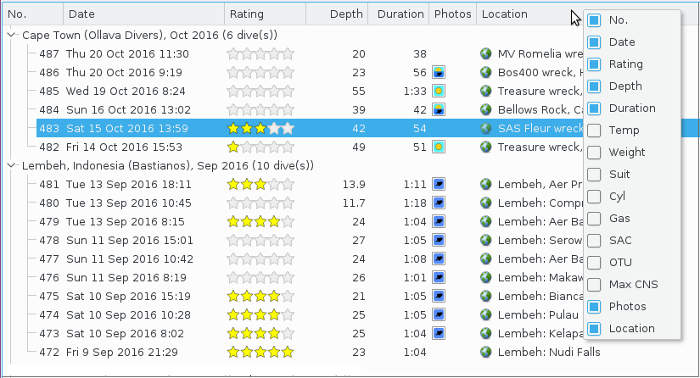 No. Date Rating Depth Duration Photos Location
Cape Town (Ollava Divers), Oct 2016 (6 dive(s))
487 Thu 20 Oct 2016 11:30 20 38 MV Romelia wre
486 Thu 20 Oct 2016 9:19 23 56 Bos400 wreck, H
485 Wed 19 Oct 2016 8:24 55 1:33 Treasure wreck,
484 Sun 16 Oct 2016 13:02 39 42 Bellows Rock, Ca
483 Sat 15 Oct 2016 13:59 42 54 SAS Fleur wreck
482 Fri 14 Oct 2016 15:53 49 51 Treasure wreck,
Lembeh, Indonesia (Bastianos), Sep 2016 (10 dive(s))
481 Tue 13 Sep 2016 18:11 13.9 1:11 Lembeh, Aer Pr
480 Tue 13 Sep 2016 10:45 11.7 1:18 Lembeh: Compr
479 Tue 13 Sep 2016 8:15 24 1:04 Lembeh: Aer Ba
478 Sun 11 Sep 2016 15:01 27 1:05 Lembeh: Serow
477 Sun 11 Sep 2016 10:42 24 1:08 Lembeh: Aer Ba
476 Sun 11 Sep 2016 8:19 26 1:01 Lembeh: Makaw
475 Sat 10 Sep 2016 15:19 21 1:05 Lembeh: Bianca
474 Sat 10 Sep 2016 10:28 25 1:05 Lembeh: Pulau
473 Sat 10 Sep 2016 8:02 25 1:04 Lembeh: Kelapa
472 Fri 9 Sep 2016 21:29 23 1:04 Lembeh: Nudi Falls
No.
Date
Rating
Depth
Duration
Temp
Weight
Suit
Cyl
Gas
SAC
OTU
Max CNS
Photos
Location